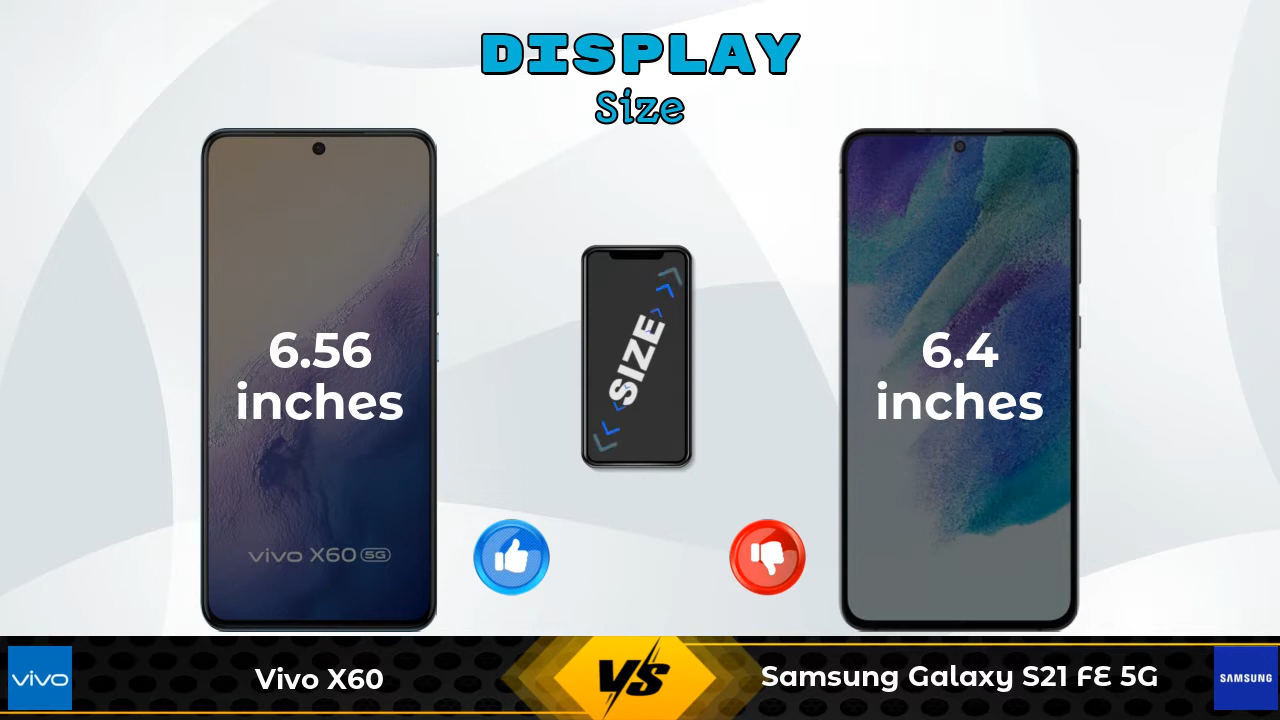 DISPLAY
Size
6.56
inches
SIZE
6.4
inches
vivo X60 5G
vivo
Vivo X60
VS
Samsung Galaxy S21 FE 5G
SAMSUNG